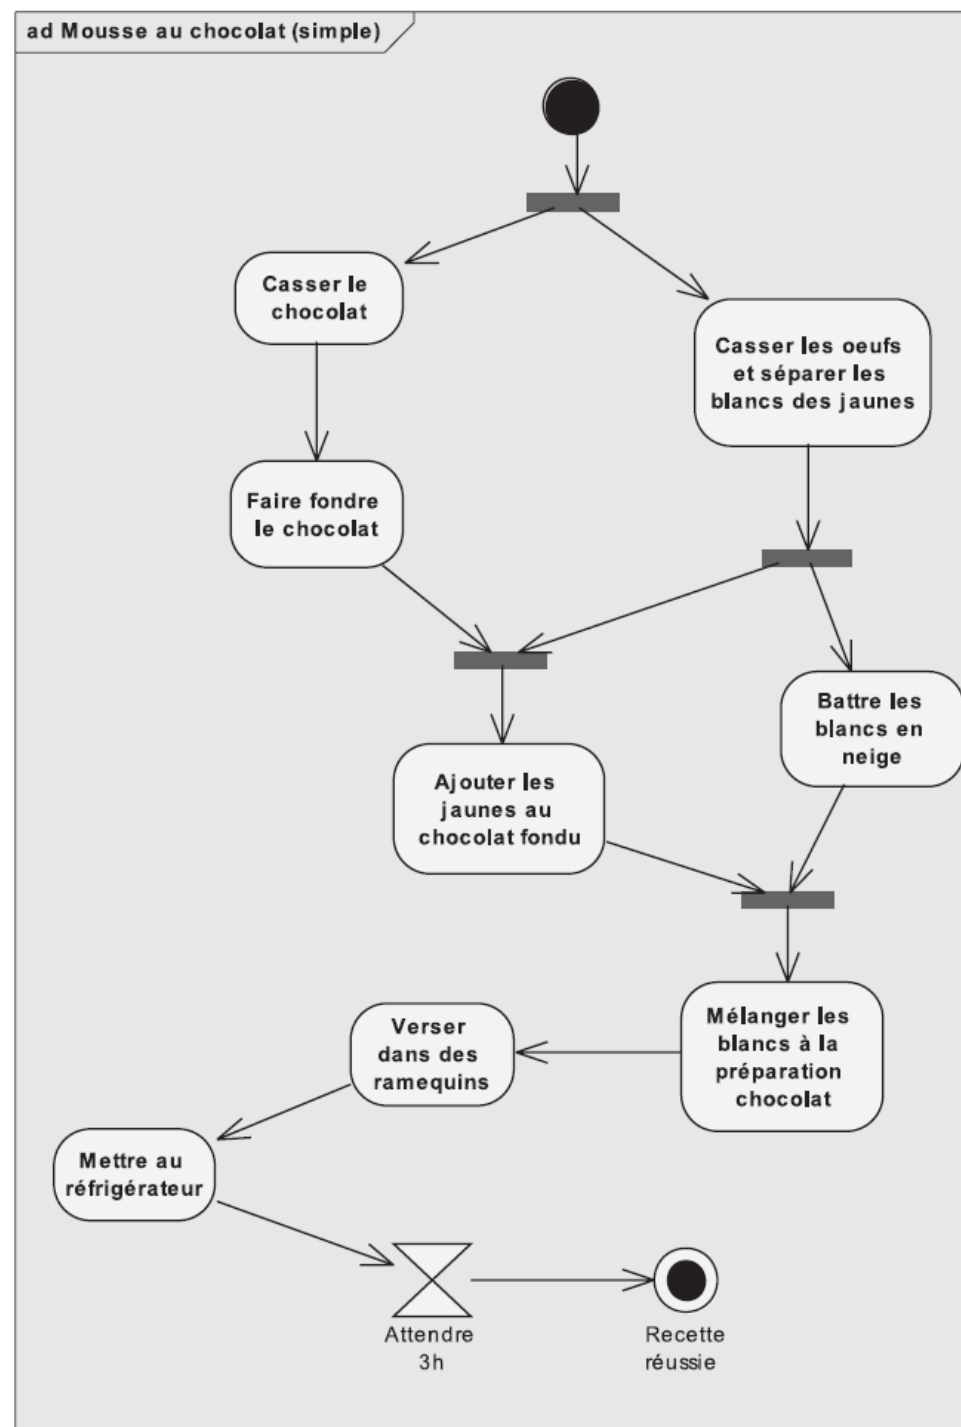 ad Mousse au chocolat (simple)
Casser le
chocolat
Casser les oeufs
et séparer les
blancs des jaunes
Faire fondre
le chocolat
Battre les
blancs en
neige
Ajouter les
jaunes au
chocolat fondu
Mélanger les
blancs à la
préparation
chocolat
Verser
dans des
ramequins
Mettre au
réfrigérateur
Attendre
3h
Recette
réussie